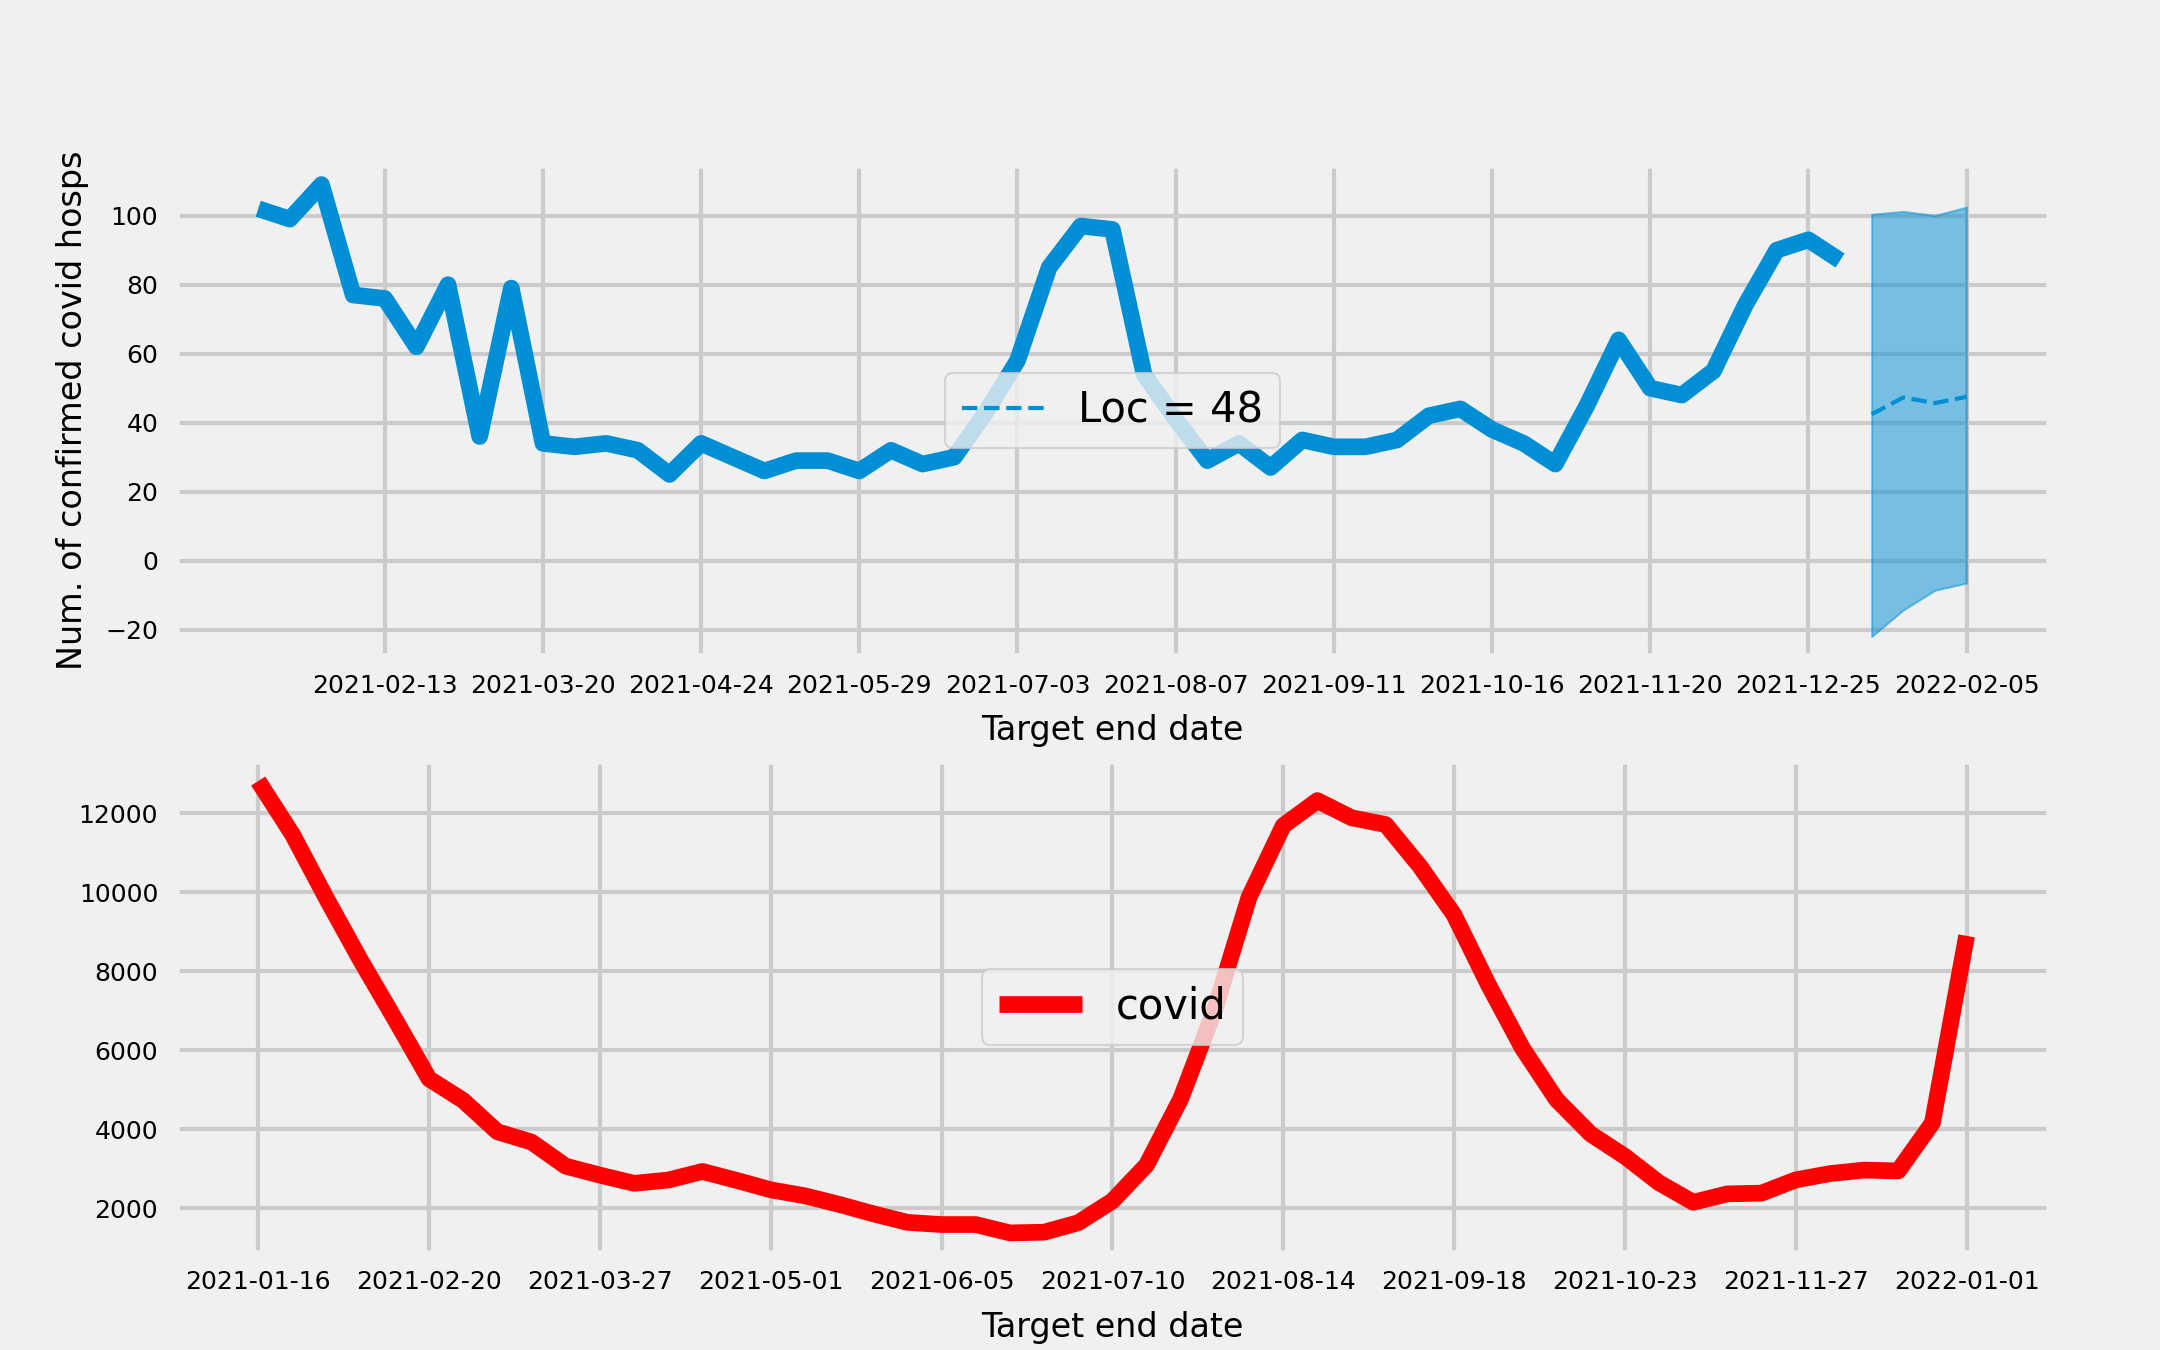 Num. of confirmed covid hosps
100
80
60
40
20
0
−20
Loc = 48
2021-02-13 2021-03-20 2021-04-24 2021-05-29 2021-07-03 2021-08-07 2021-09-11 2021-10-16 2021-11-20 2021-12-25 2022-02-05
Target end date
12000
10000
8000
6000
4000
2000
covid
2021-01-16 2021-02-20 2021-03-27 2021-05-01 2021-06-05 2021-07-10 2021-08-14 2021-09-18 2021-10-23 2021-11-27 2022-01-01
Target end date